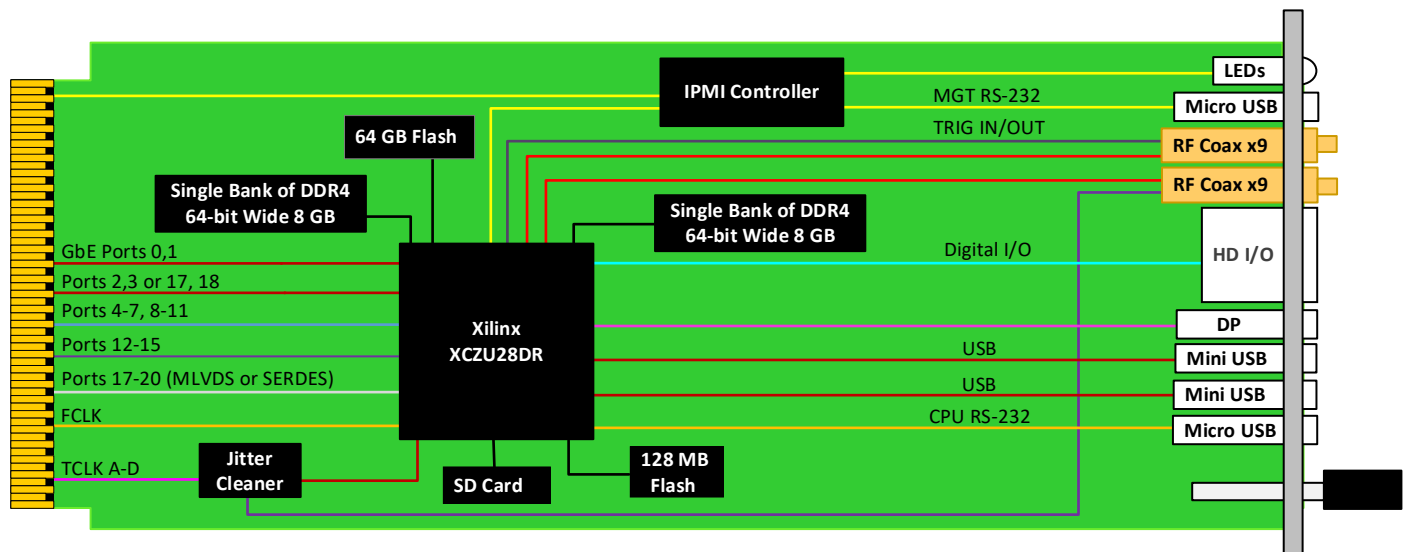 LEDs
IPMI Controller
MGT RS-232
Micro USB
TRIG IN/OUT
64 GB Flash
RF Coax x9
RF Coax x9
Single Bank of DDR4
64-bit Wide 8 GB
Single Bank of DDR4
64-bit Wide 8 GB
GbE Ports 0,1
Digital I/O
HD I/O
Ports 2,3 or 17, 18
Ports 4-7, 8-11
Xilinx
XCZU28DR
DP
Ports 12-15
USB
Mini USB
Ports 17-20 (MLVDS or SERDES)
USB
Mini USB
FCLK
CPU RS-232
Micro USB
TCLK A-D
Jitter
Cleaner
SD Card
128 MB
Flash